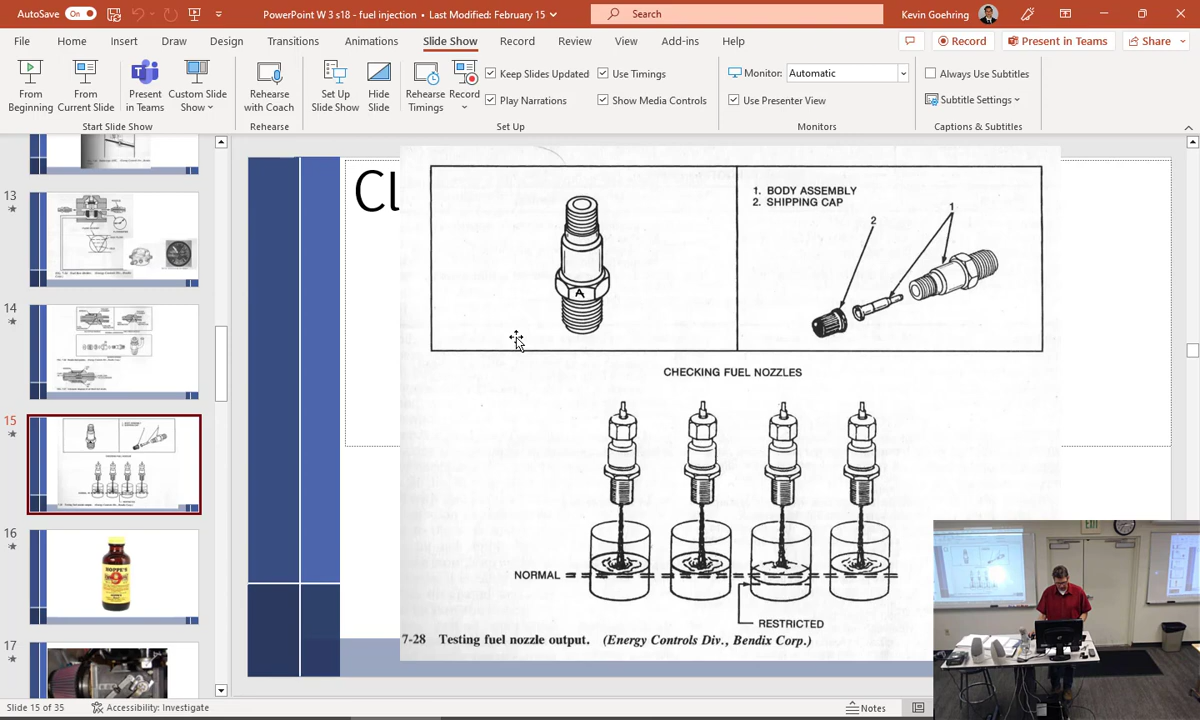 AutoSave On PowerPoint W 3 s18 - fuel injection • Last Modified: February 15 Search Kevin Goehring
File Home Insert Draw Design Transitions Animations Slide Show Record Review View Add-ins Help Record Present in Teams Share
From Beginning
From Current Slide
Present in Teams
Custom Slide Show
Rehearse with Coach
Set Up Slide Show
Hide Slide
Rehearse Timings
Record
Keep Slides Updated
Play Narrations
Use Timings
Show Media Controls
Monitor: Automatic
Use Presenter View
Always Use Subtitles
Subtitle Settings
Start Slide Show Rehearse Set Up Monitors Captions & Subtitles
13
14
15
16
HOPPE'S
9
17
Cl
A
1. BODY ASSEMBLY
2. SHIPPING CAP
2
1
CHECKING FUEL NOZZLES
NORMAL
RESTRICTED
7-28 Testing fuel nozzle output. (Energy Controls Div., Bendix Corp.)
EXIT
Slide 15 of 35 Accessibility: Investigate Notes